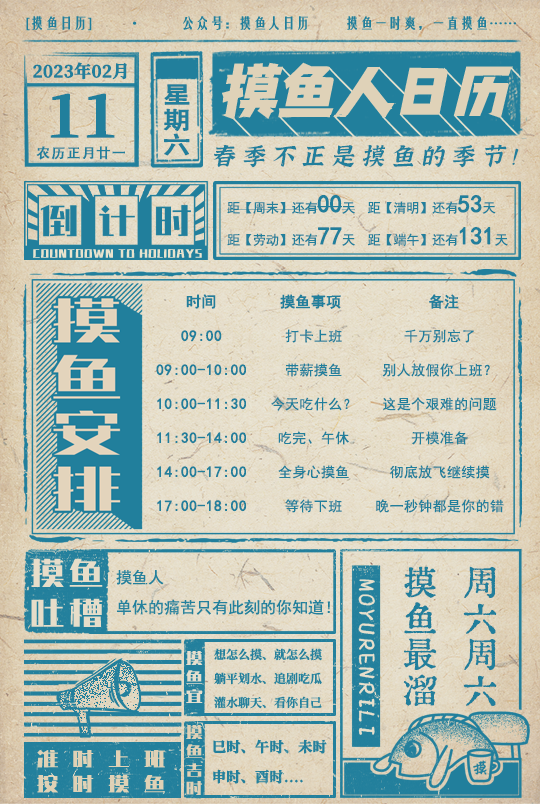 [摸鱼日历] · 公众号：摸鱼人日历 摸鱼一时爽，一直摸鱼……
2023年02月
11
农历正月廿一
星期六
摸鱼人日历
春季不正是摸鱼的季节！
倒计时
COUNTDOWN TO HOLIDAYS
距【周末】还有00天 距【清明】还有53天
距【劳动】还有77天 距【端午】还有131天
摸鱼安排
时间 摸鱼事项 备注
09:00 打卡上班 千万别忘了
09:00-10:00 带薪摸鱼 别人放假你上班？
10:00-11:30 今天吃什么？ 这是个艰难的问题
11:30-14:00 吃完、午休 开模准备
14:00-17:00 全身心摸鱼 彻底放飞继续摸
17:00-18:00 等待下班 晚一秒钟都是你的错
摸鱼
吐槽
摸鱼人
单休的痛苦只有此刻的你知道！
准时上班
按时摸鱼
摸鱼宜
想怎么摸、就怎么摸
躺平划水、追剧吃瓜
灌水聊天、看你自己
摸鱼吉时
巳时、午时、未时
申时、酉时....
周六周六
摸鱼最溜
MOYURENRILI
摸